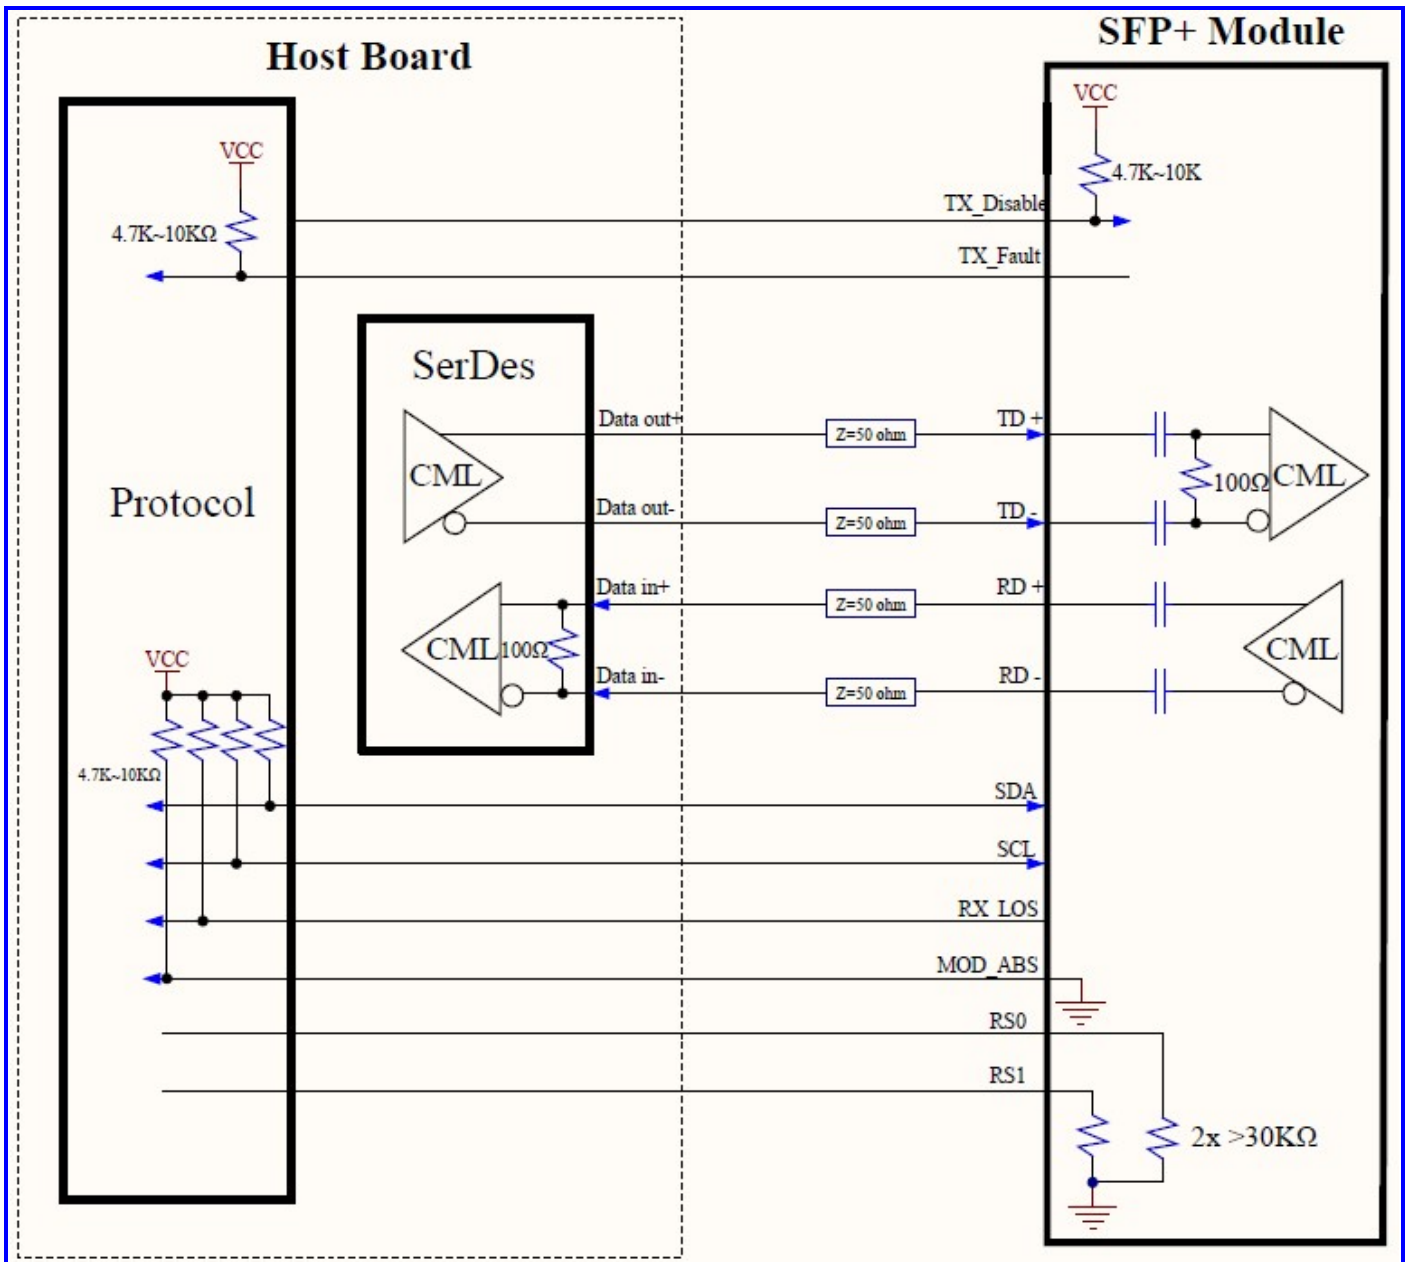 SFP+ Module
Host Board
VCC
4.7K~10K
VCC
4.7K~10KΩ
TX_Disable
TX_Fault
SerDes
Data out+
Z=50 ohm
TD +
CML
CML
100Ω
Protocol
Data out-
Z=50 ohm
TD -
Data in+
Z=50 ohm
RD +
CML
100Ω
CML
VCC
Data in-
Z=50 ohm
RD -
4.7K~10KΩ
SDA
SCL
RX LOS
MOD_ABS
RS0
RS1
2x >30KΩ